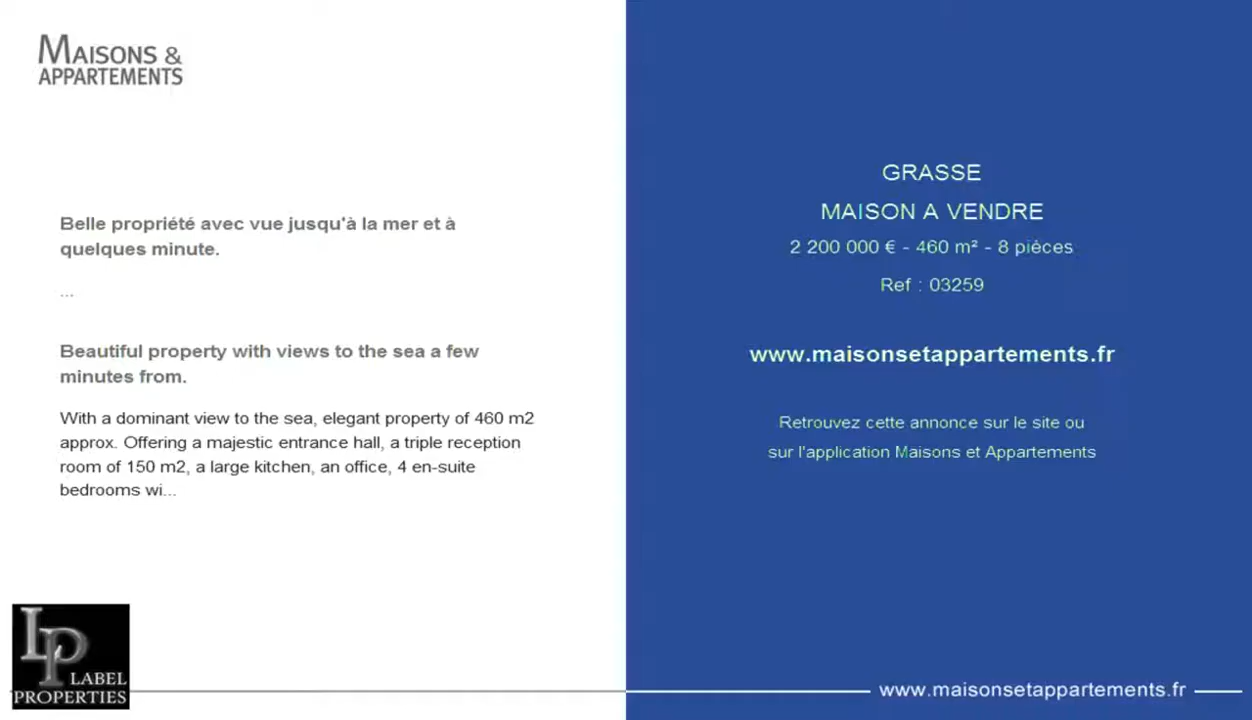 MAISONS &
APPARTEMENTS
Belle propriété avec vue jusqu'à la mer et à
quelques minute.
...
Beautiful property with views to the sea a few
minutes from.
With a dominant view to the sea, elegant property of 460 m2
approx. Offering a majestic entrance hall, a triple reception
room of 150 m2, a large kitchen, an office, 4 en-suite
bedrooms wi...
LP
LABEL
PROPERTIES
GRASSE
MAISON A VENDRE
2 200 000 € - 460 m² - 8 pièces
Ref : 03259
www.maisonsetappartements.fr
Retrouvez cette annonce sur le site ou
sur l'application Maisons et Appartements
www.maisonsetappartements.fr